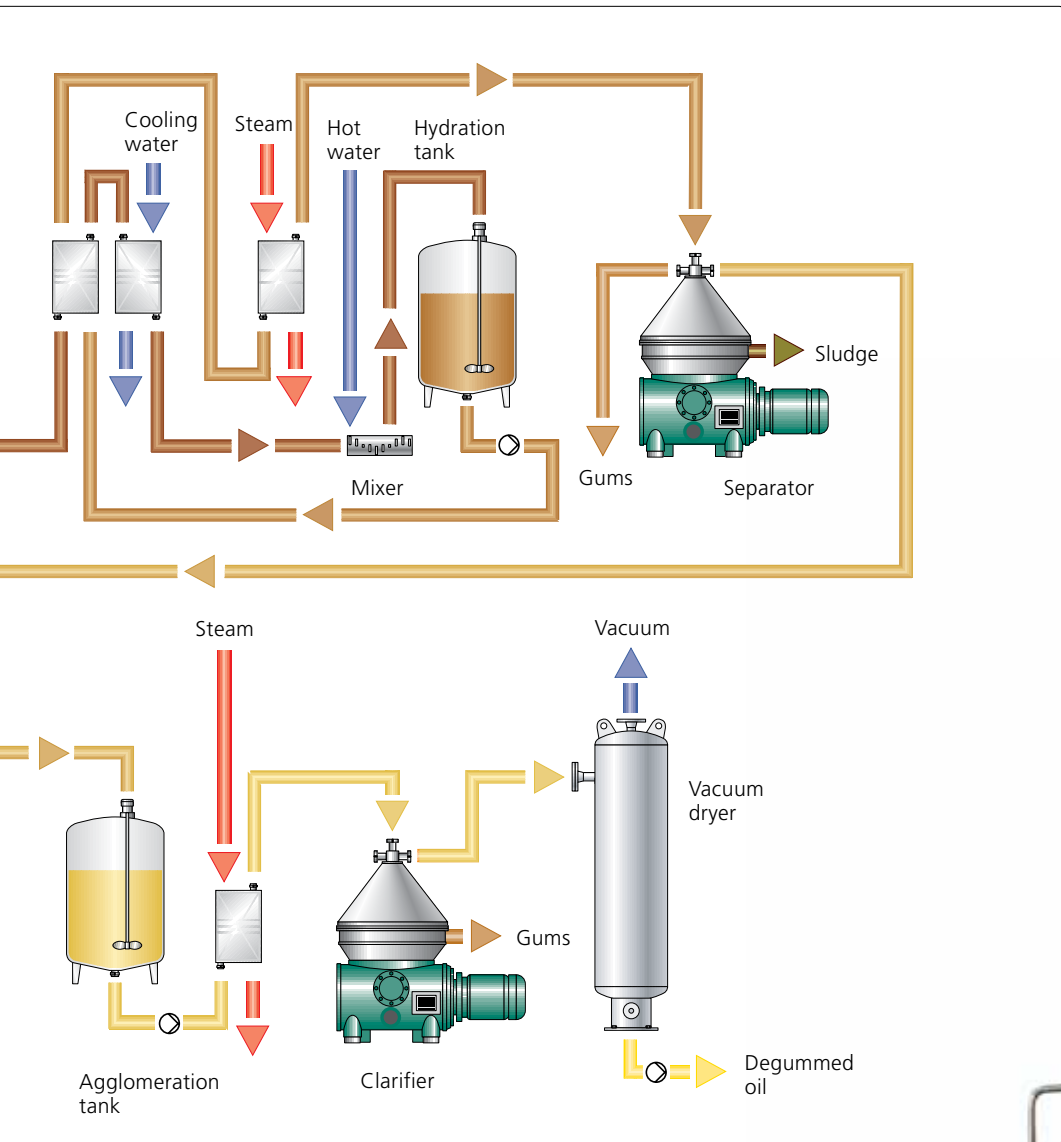 Cooling
water
Steam
Hot
water
Hydration
tank
Sludge
Gums
Separator
Mixer
Steam
Vacuum
Vacuum
dryer
Gums
Clarifier
Agglomeration
tank
Degummed
oil